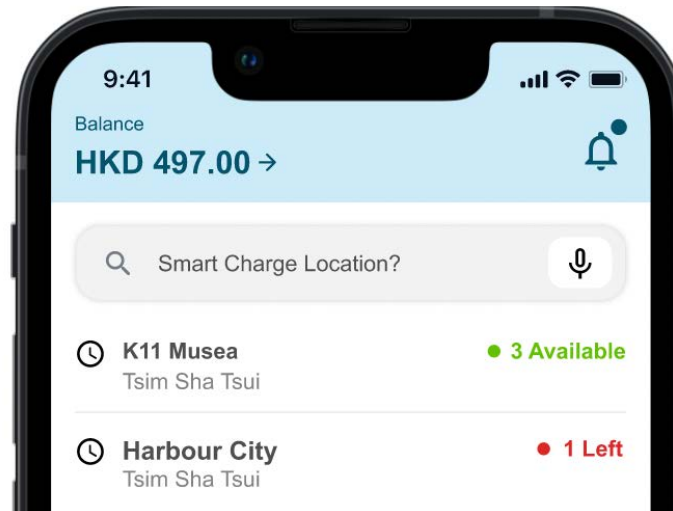 9:41
Balance
HKD 497.00 →
Smart Charge Location?
K11 Musea
3 Available
Tsim Sha Tsui
Harbour City
1 Left
Tsim Sha Tsui